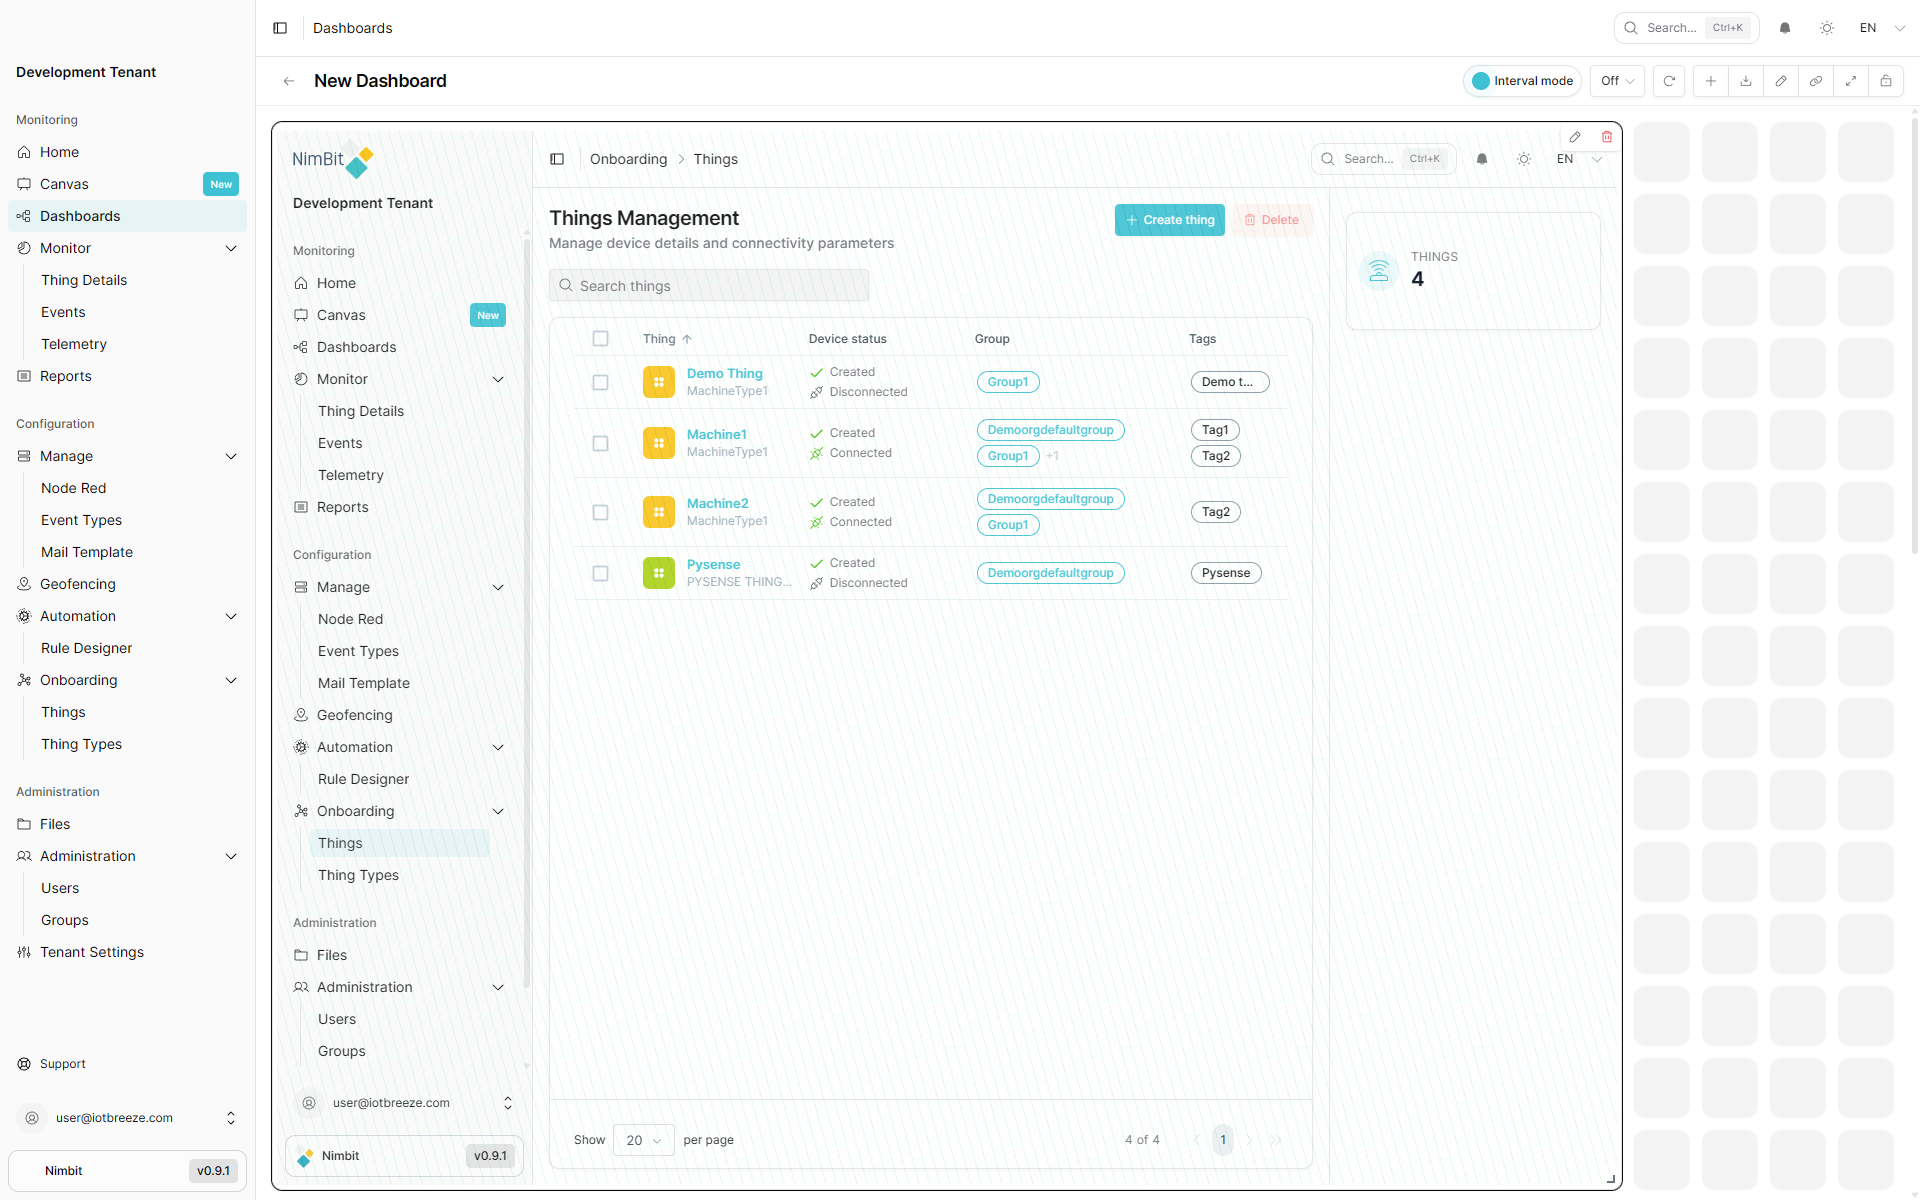 Development Tenant
Monitoring
Home
Canvas New
Dashboards
Monitor
Thing Details
Events
Telemetry
Reports
Configuration
Manage
Node Red
Event Types
Mail Template
Geofencing
Automation
Rule Designer
Onboarding
Things
Thing Types
Administration
Files
Administration
Users
Groups
Tenant Settings
Support
user@iotbreeze.com
Nimbit v0.9.1
Dashboards
Search... Ctrl+K EN
New Dashboard
Interval mode Off
NimBit
Development Tenant
Monitoring
Home
Canvas New
Dashboards
Monitor
Thing Details
Events
Telemetry
Reports
Configuration
Manage
Node Red
Event Types
Mail Template
Geofencing
Automation
Rule Designer
Onboarding
Things
Thing Types
Administration
Files
Administration
Users
Groups
user@iotbreeze.com
Nimbit v0.9.1
Onboarding > Things
Search... Ctrl+K EN
Things Management
Manage device details and connectivity parameters
+ Create thing Delete
Search things
Thing Device status Group Tags
Demo Thing
MachineType1
Created
Disconnected
Group1
Demo t...
Machine1
MachineType1
Created
Connected
Demoorgdefaultgroup
Group1 +1
Tag1
Tag2
Machine2
MachineType1
Created
Connected
Demoorgdefaultgroup
Group1
Tag2
Pysense
PYSENSE THING...
Created
Disconnected
Demoorgdefaultgroup
Pysense
Show 20 per page
4 of 4 1
THINGS
4